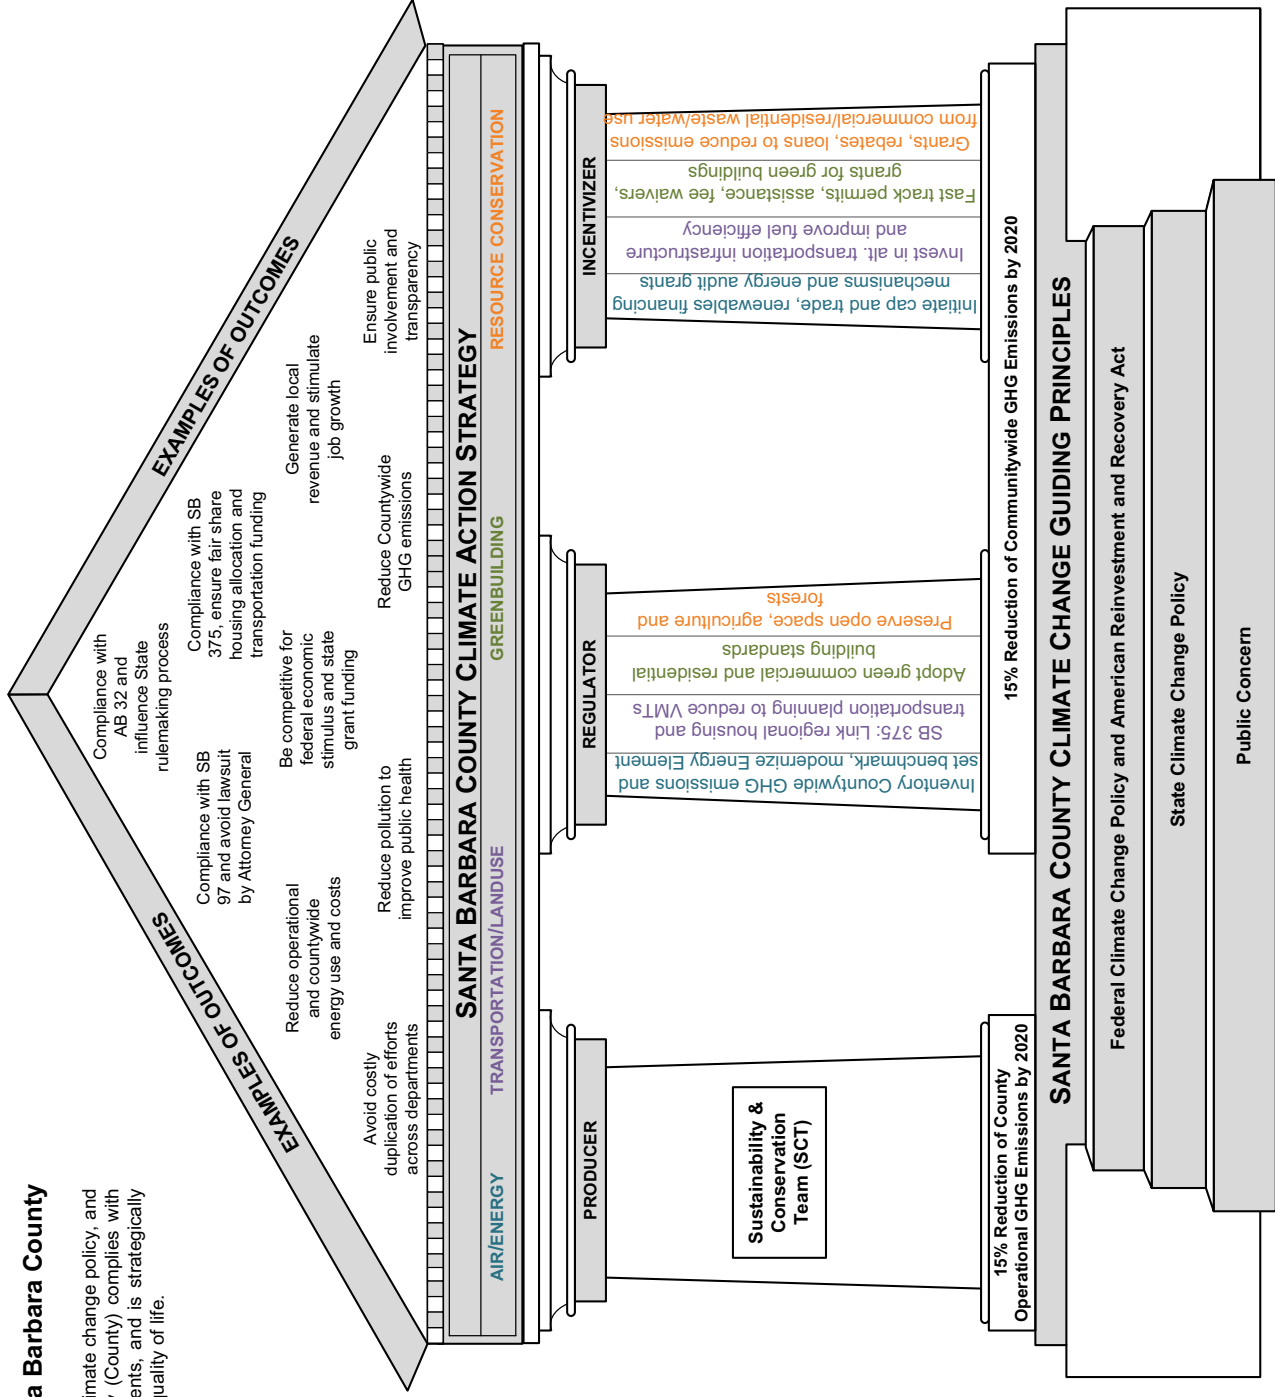 a Barbara County
imate change policy, and
(County) complies with
ents, and is strategically
uality of life.
EXAMPLES OF OUTCOMES
EXAMPLES OF OUTCOMES
Compliance with
AB 32 and
influence State
rulemaking process
Compliance with SB
97 and avoid lawsuit
by Attorney General
Compliance with SB
375, ensure fair share
housing allocation and
transportation funding
Reduce operational
and countywide
energy use and costs
Be competitive for
federal economic
stimulus and state
grant funding
Generate local
revenue and stimulate
job growth
Avoid costly
duplication of efforts
across departments
Reduce pollution to
improve public health
Reduce Countywide
GHG emissions
Ensure public
involvement and
transparency
SANTA BARBARA COUNTY CLIMATE ACTION STRATEGY
AIR/ENERGY TRANSPORTATION/LANDUSE GREENBUILDING RESOURCE CONSERVATION
PRODUCER
Sustainability &
Conservation
Team (SCT)
15% Reduction of County
Operational GHG Emissions by 2020
REGULATOR
Inventory Countywide GHG emissions and
set benchmark, modernize Energy Element
SB 375: Link regional housing and
transportation planning to reduce VMTs
Adopt green commercial and residential
building standards
Preserve open space, agriculture and
forests
INCENTIVIZER
Initiate cap and trade, renewables financing
mechanisms and energy audit grants
Invest in alt. transportation infrastructure
and improve fuel efficiency
Fast track permits, assistance, fee waivers,
grants for green buildings
Grants, rebates, loans to reduce emissions
from commercial/residential waste/water use
15% Reduction of Communitywide GHG Emissions by 2020
SANTA BARBARA COUNTY CLIMATE CHANGE GUIDING PRINCIPLES
Federal Climate Change Policy and American Reinvestment and Recovery Act
State Climate Change Policy
Public Concern